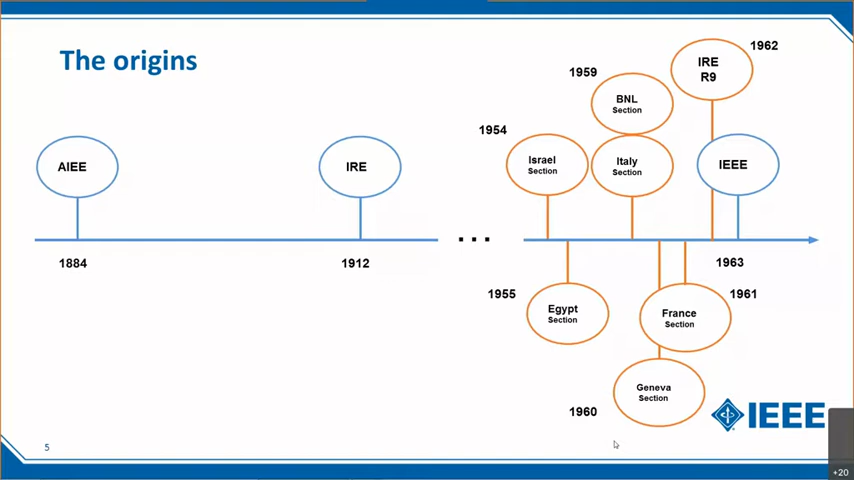 The origins
1962
IRE
R9
1959
BNL
Section
1954
Israel
Section
Italy
Section
IEEE
AIEE
IRE
...
1884
1912
1963
1955
Egypt
Section
1961
France
Section
Geneva
Section
1960
IEEE
5
+20